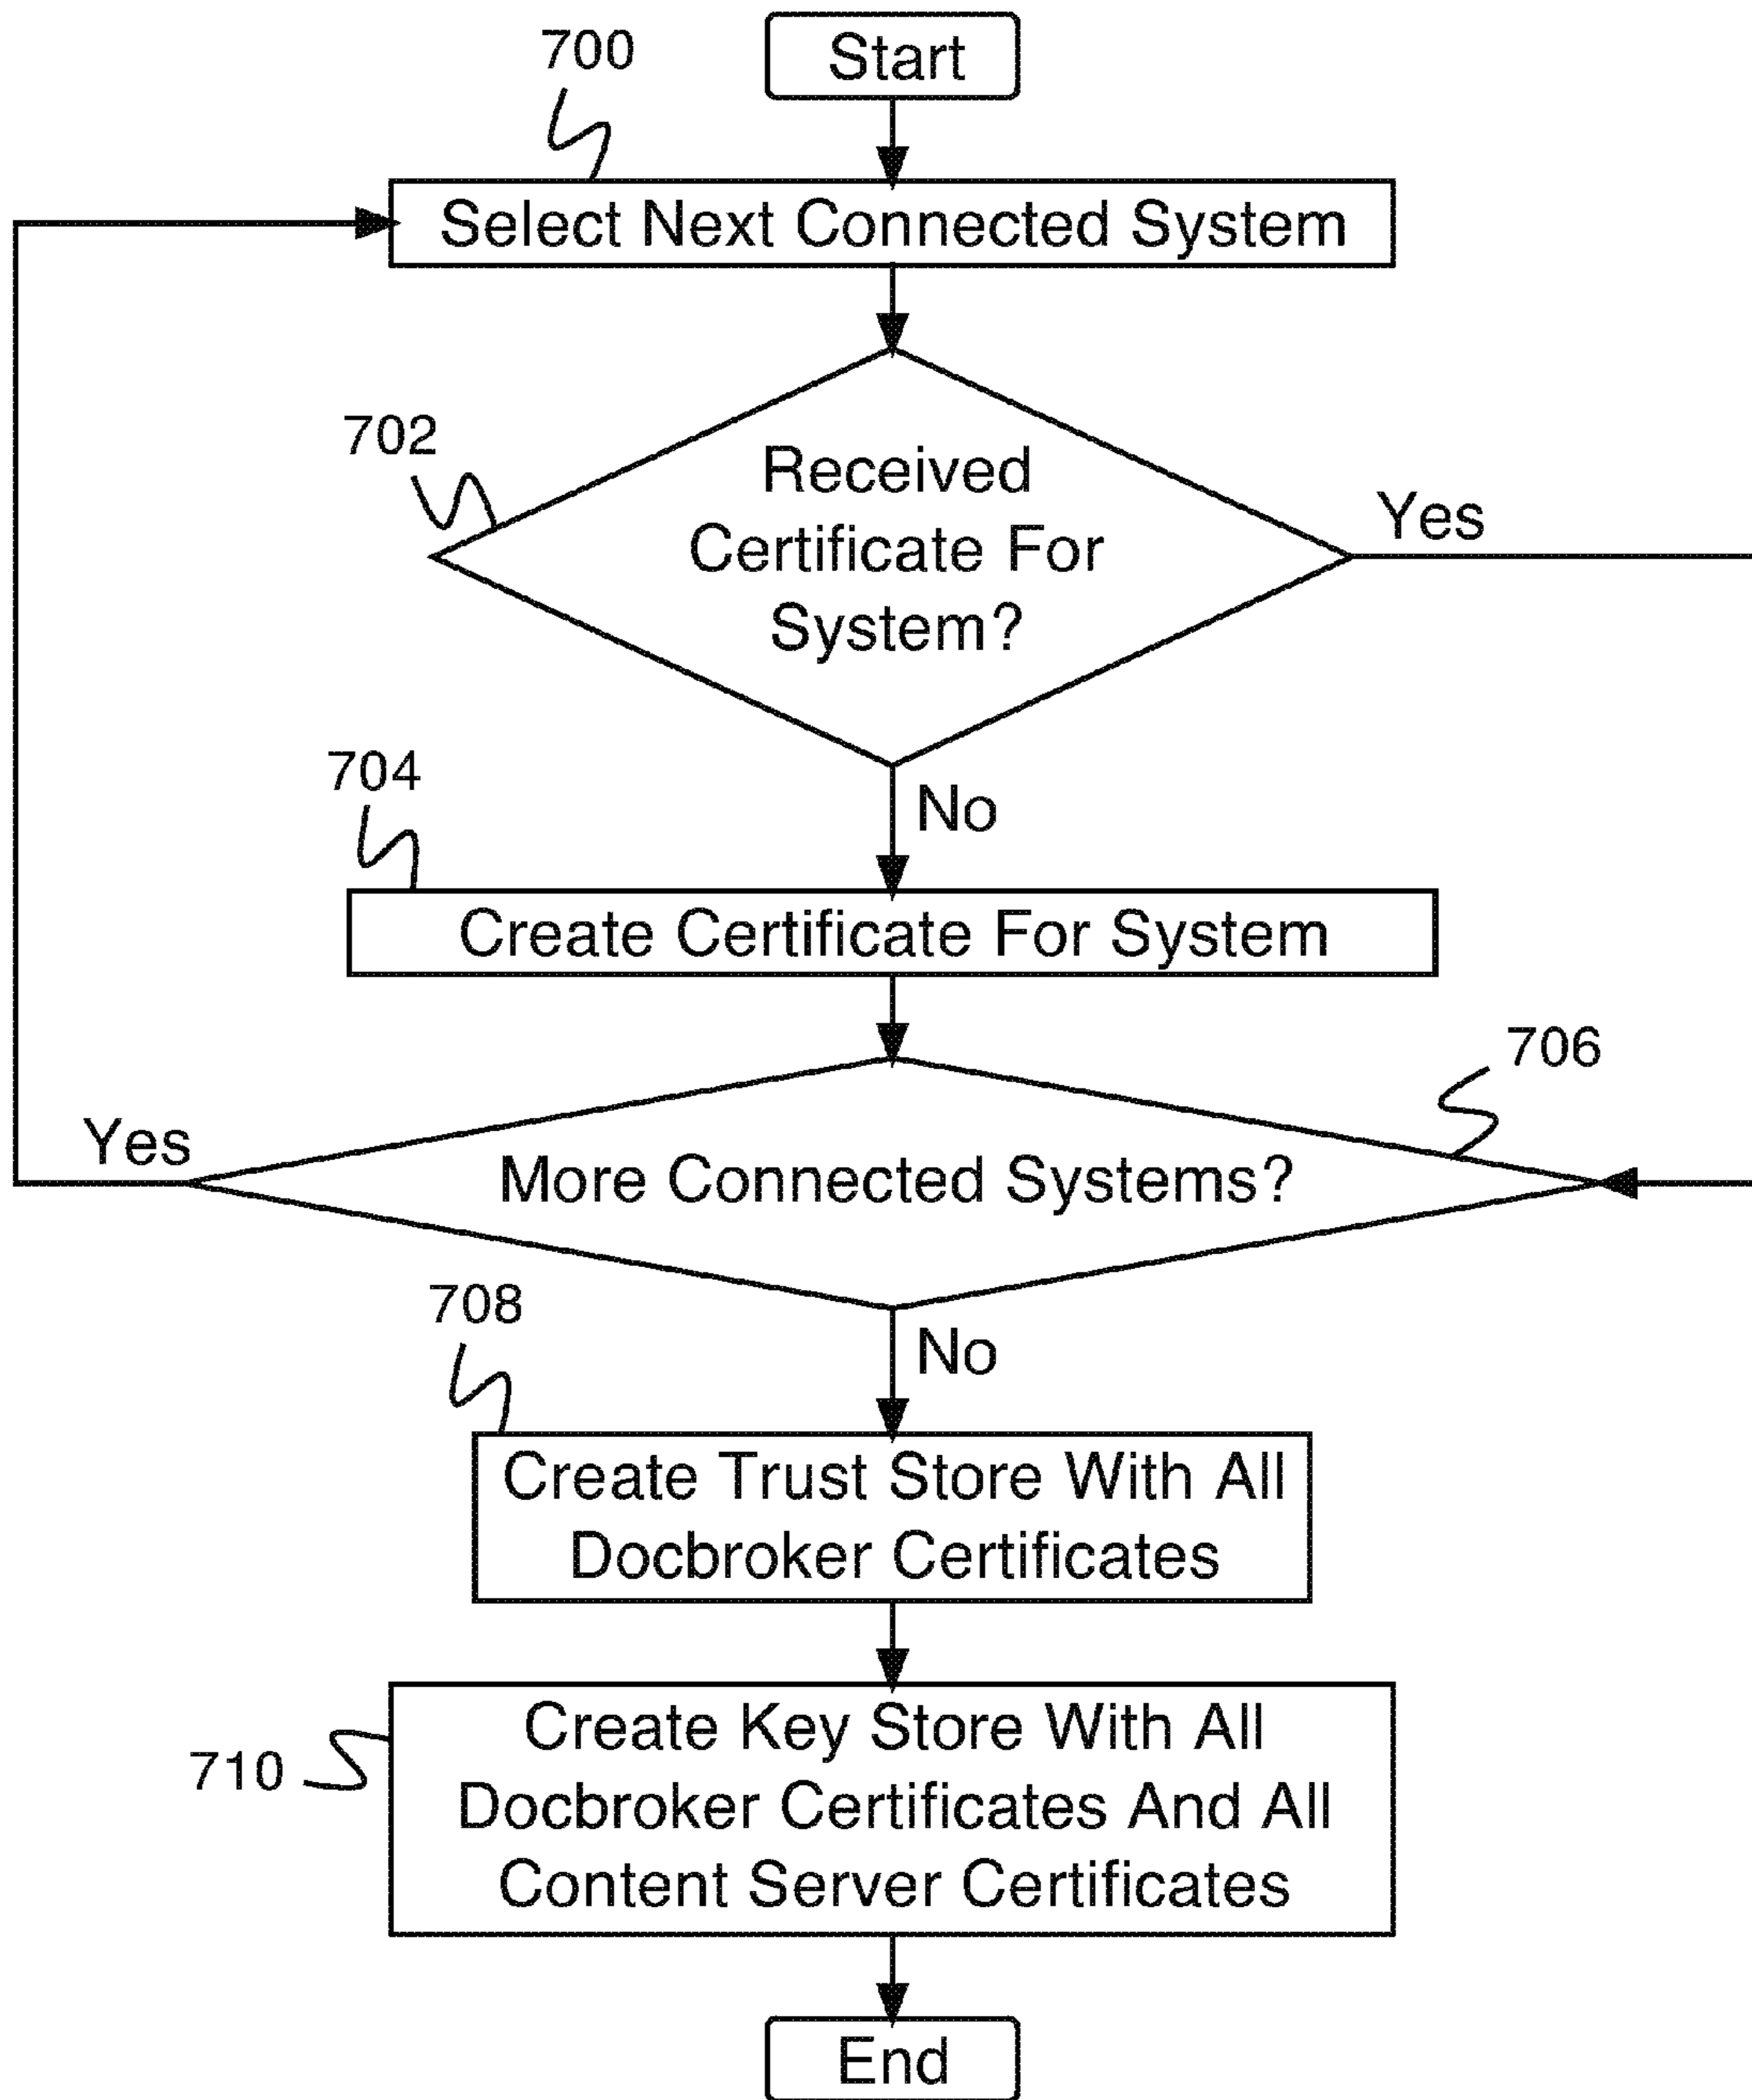 700
Start
Select Next Connected System
702
Received
Certificate For
System?
Yes
704
No
Create Certificate For System
706
Yes
More Connected Systems?
708
No
Create Trust Store With All
Docbroker Certificates
710
Create Key Store With All
Docbroker Certificates And All
Content Server Certificates
End